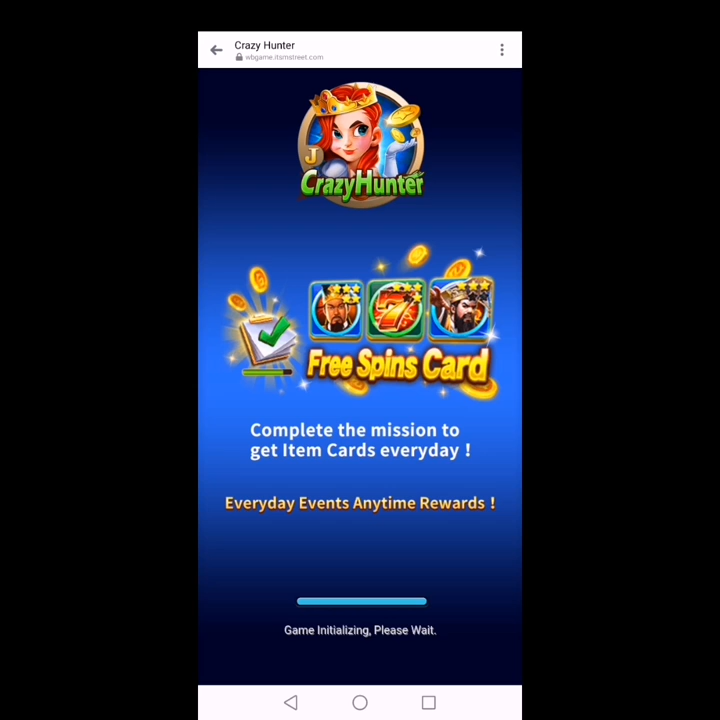 Crazy Hunter
wbgame.itsmstreet.com
J
CrazyHunter
7
Free Spins Card
Complete the mission to
get Item Cards everyday !
Everyday Events Anytime Rewards !
Game Initializing, Please Wait.